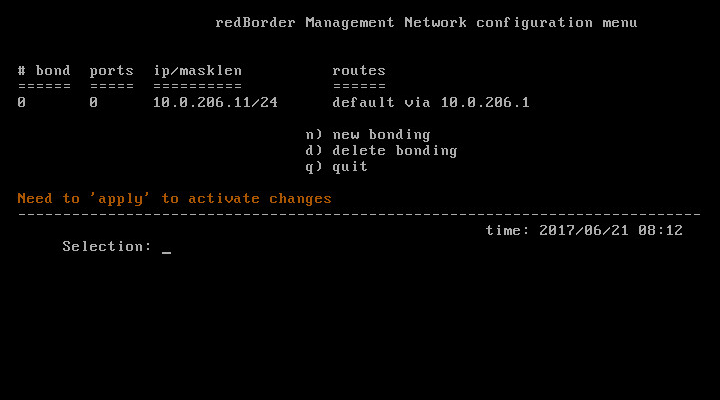 redBorder Management Network configuration menu
# bond  ports  ip/masklen          routes
======  =====  ==========          ======
0       0      10.0.206.11/24      default via 10.0.206.1
n) new bonding
d) delete bonding
q) quit
Need to 'apply' to activate changes
----------------------------------------------------------------------------
time: 2017/06/21 08:12
Selection: _